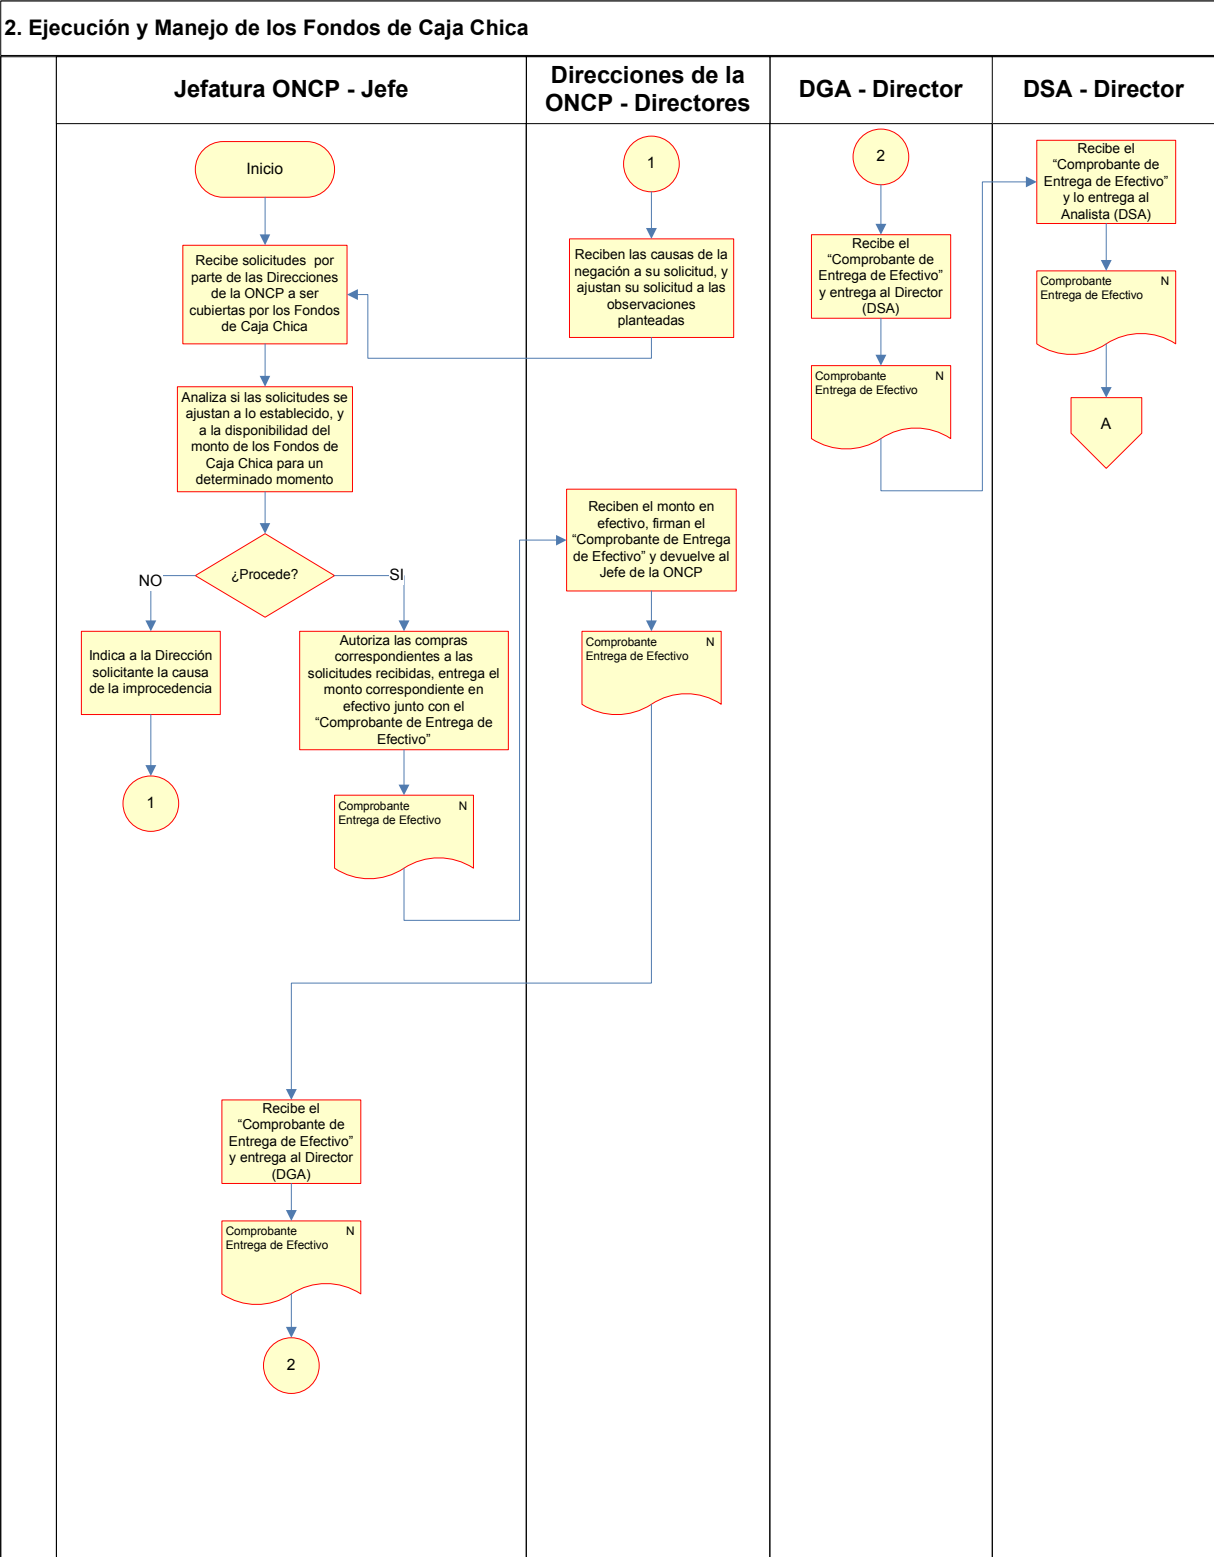 2. Ejecución y Manejo de los Fondos de Caja Chica
Jefatura ONCP - Jefe
Direcciones de la
ONCP - Directores
DGA - Director
DSA - Director
Inicio
Recibe solicitudes por
parte de las Direcciones
de la ONCP a ser
cubiertas por los Fondos
de Caja Chica
Analiza si las solicitudes se
ajustan a lo establecido, y
a la disponibilidad del
monto de los Fondos de
Caja Chica para un
determinado momento
¿Procede?
NO
SI
Indica a la Dirección
solicitante la causa
de la improcedencia
1
Autoriza las compras
correspondientes a las
solicitudes recibidas, entrega el
monto correspondiente en
efectivo junto con el
“Comprobante de Entrega de
Efectivo”
Comprobante N
Entrega de Efectivo
Recibe el
“Comprobante de
Entrega de Efectivo”
y entrega al Director
(DGA)
Comprobante N
Entrega de Efectivo
2
1
Reciben las causas de la
negación a su solicitud, y
ajustan su solicitud a las
observaciones
planteadas
Reciben el monto en
efectivo, firman el
“Comprobante de Entrega
de Efectivo” y devuelve al
Jefe de la ONCP
Comprobante N
Entrega de Efectivo
2
Recibe el
“Comprobante de
Entrega de Efectivo”
y entrega al Director
(DSA)
Comprobante N
Entrega de Efectivo
Recibe el
“Comprobante de
Entrega de Efectivo”
y lo entrega al
Analista (DSA)
Comprobante N
Entrega de Efectivo
A